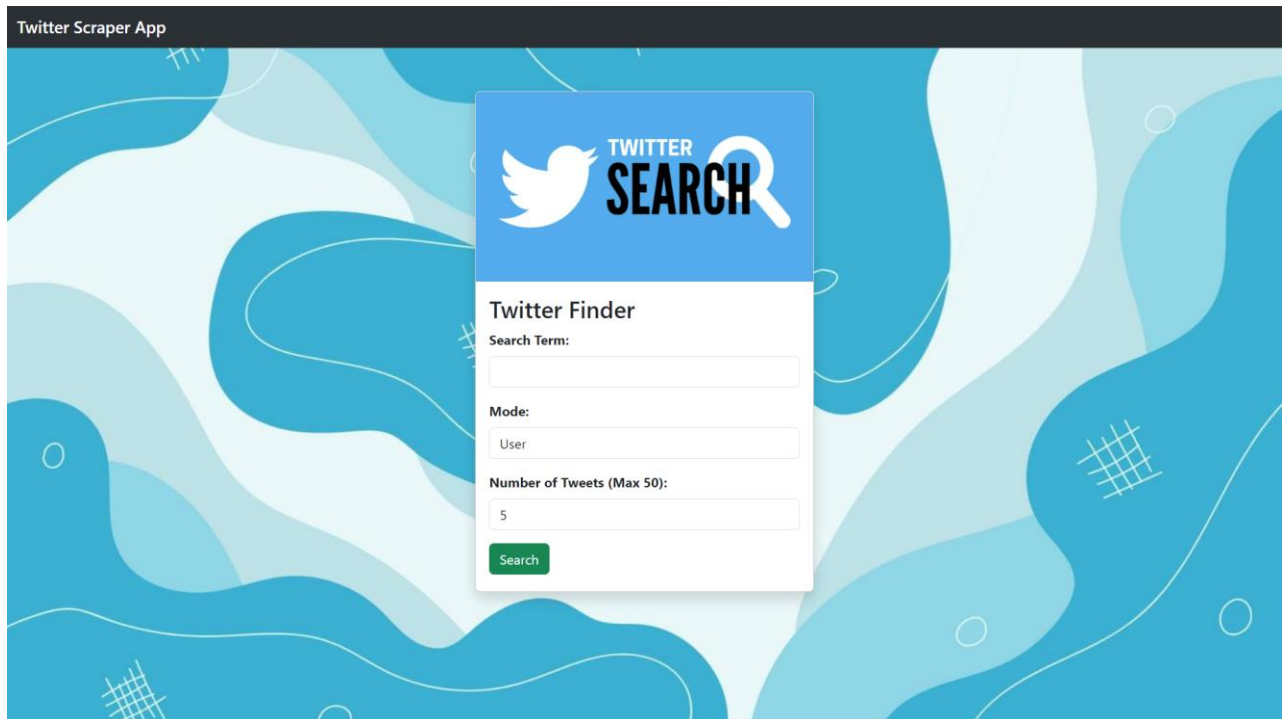 Twitter Scraper App
TWITTER
SEARCH
Twitter Finder
Search Term:
Mode:
User
Number of Tweets (Max 50):
5
Search